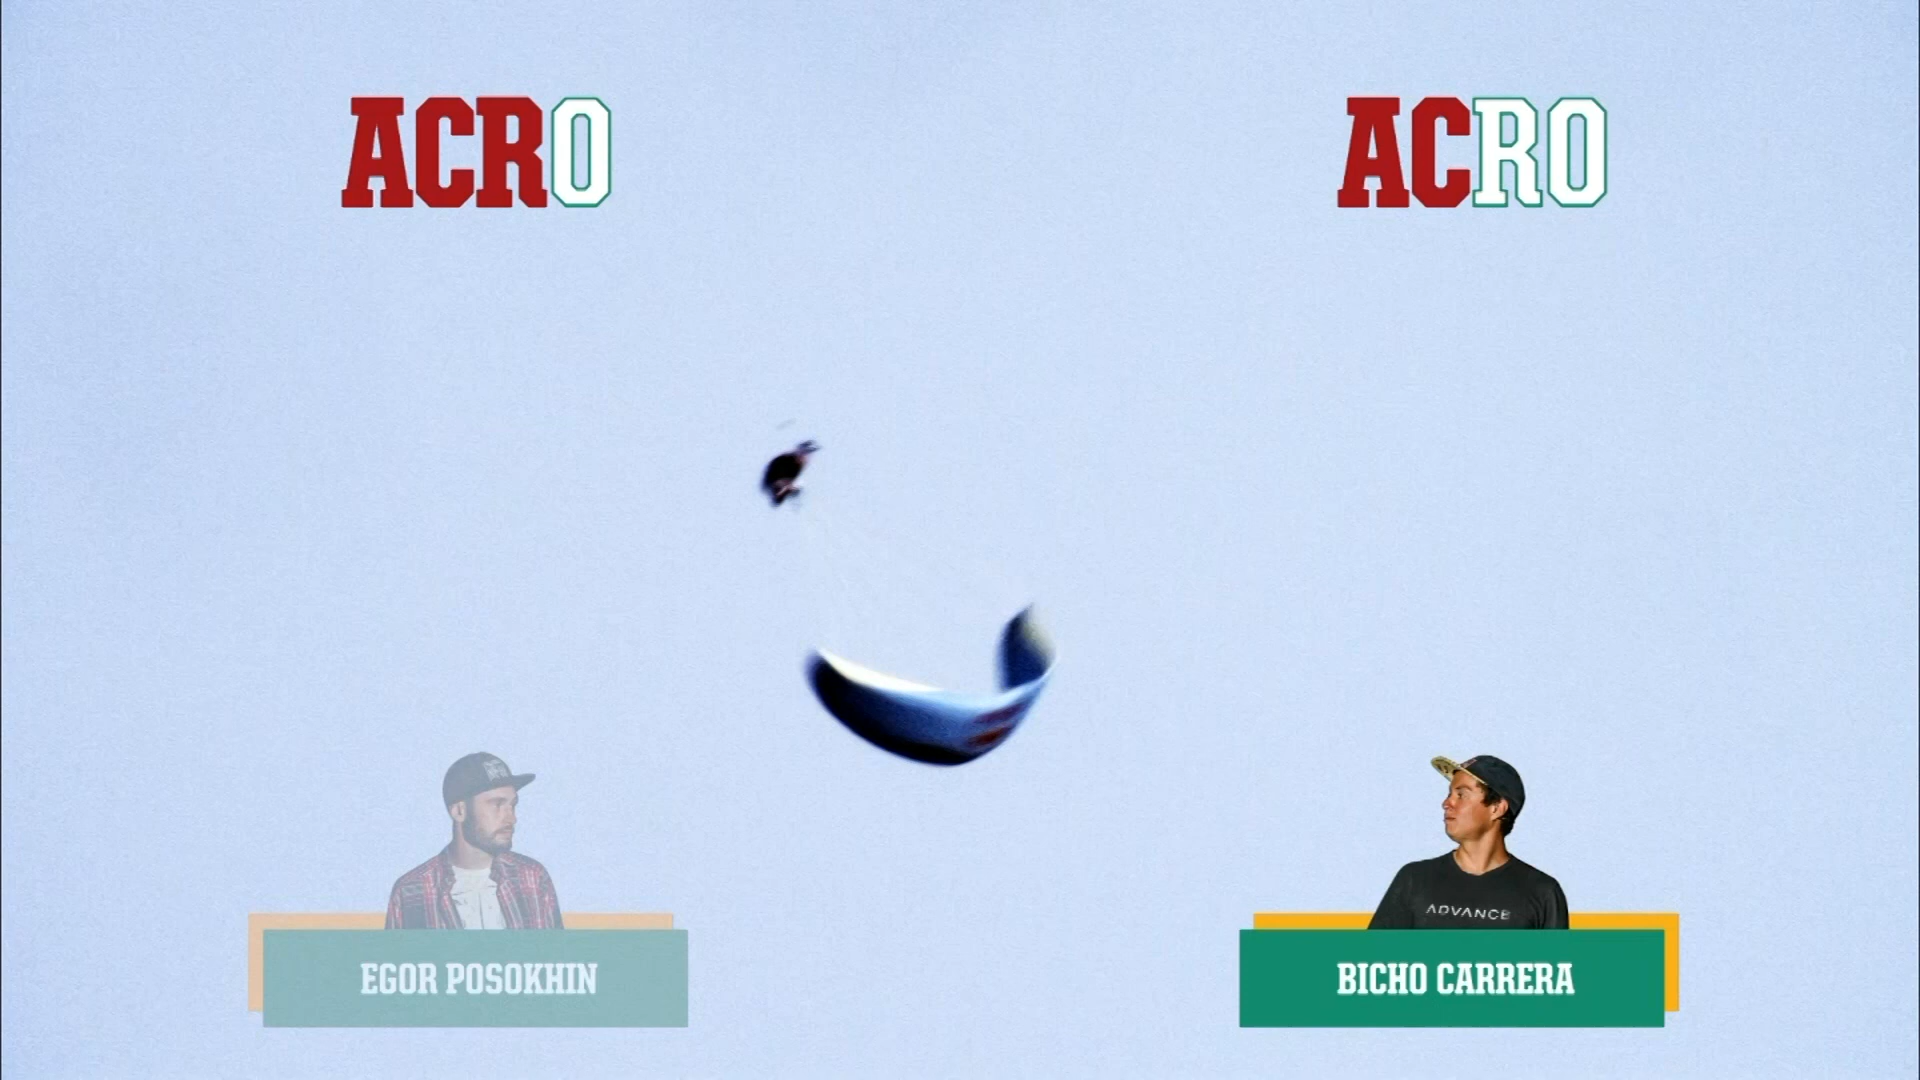 ACRO
ACRO
ADVANCE
EGOR POSOKHIN
BICHO CARRERA